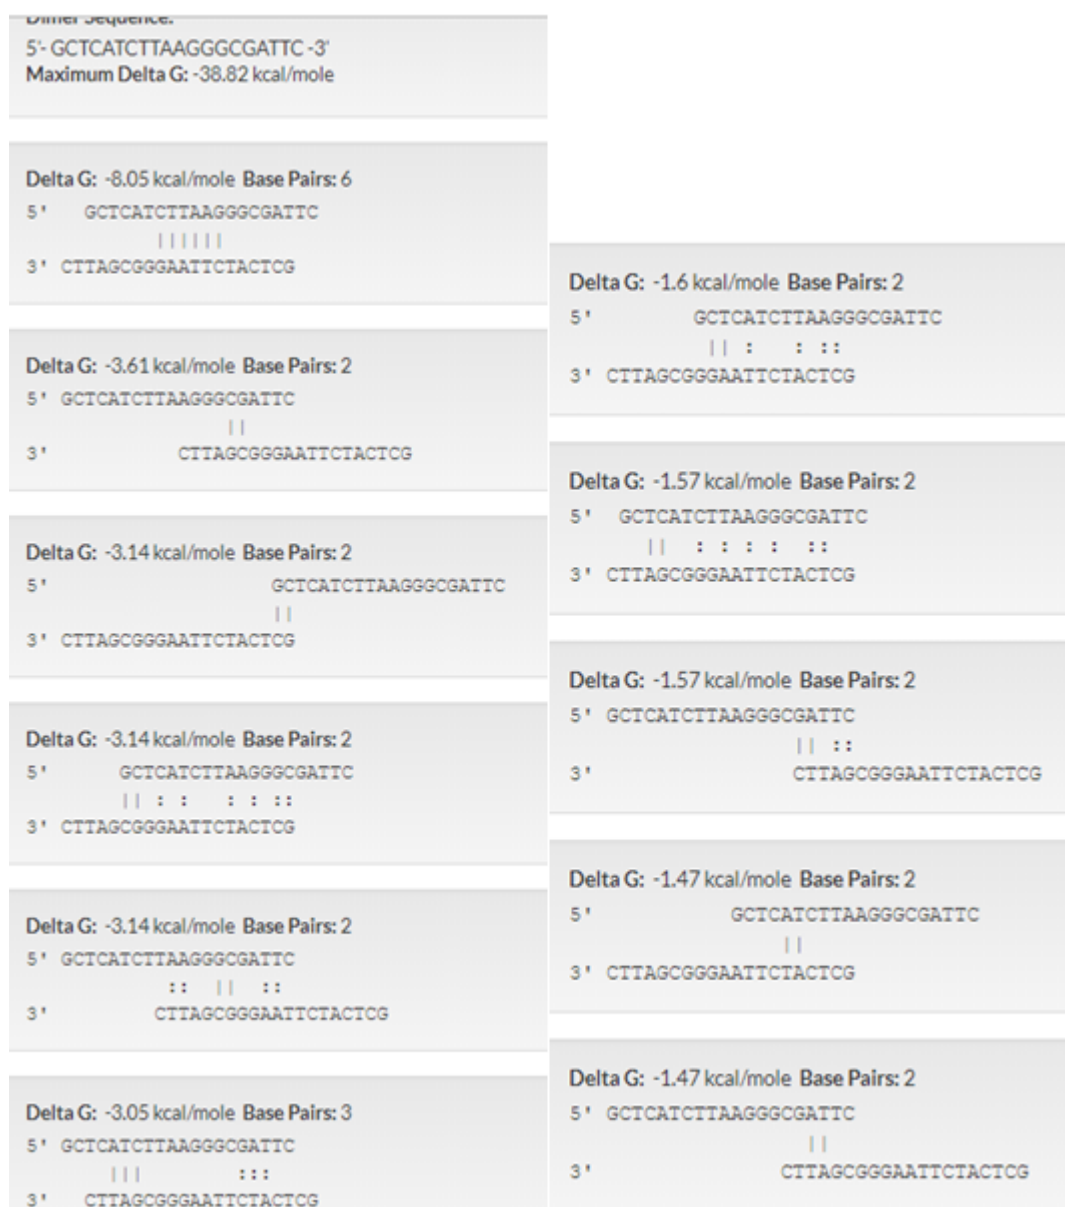 Dimer Sequence:
5'- GCTCATCTTAAGGGCGATTC -3'
Maximum Delta G: -38.82 kcal/mole
Delta G: -8.05 kcal/mole Base Pairs: 6
5' GCTCATCTTAAGGGCGATTC
||||||
3' CTTAGCGGGAATTCTACTCG
Delta G: -3.61 kcal/mole Base Pairs: 2
5' GCTCATCTTAAGGGCGATTC
||
3' CTTAGCGGGAATTCTACTCG
Delta G: -3.14 kcal/mole Base Pairs: 2
5' GCTCATCTTAAGGGCGATTC
||
3' CTTAGCGGGAATTCTACTCG
Delta G: -3.14 kcal/mole Base Pairs: 2
5' GCTCATCTTAAGGGCGATTC
|| : :   : : ::
3' CTTAGCGGGAATTCTACTCG
Delta G: -3.14 kcal/mole Base Pairs: 2
5' GCTCATCTTAAGGGCGATTC
::  ||  ::
3' CTTAGCGGGAATTCTACTCG
Delta G: -3.05 kcal/mole Base Pairs: 3
5' GCTCATCTTAAGGGCGATTC
|||        :::
3' CTTAGCGGGAATTCTACTCG
Delta G: -1.6 kcal/mole Base Pairs: 2
5' GCTCATCTTAAGGGCGATTC
|| :   : ::
3' CTTAGCGGGAATTCTACTCG
Delta G: -1.57 kcal/mole Base Pairs: 2
5' GCTCATCTTAAGGGCGATTC
||  : : : :  ::
3' CTTAGCGGGAATTCTACTCG
Delta G: -1.57 kcal/mole Base Pairs: 2
5' GCTCATCTTAAGGGCGATTC
|| ::
3' CTTAGCGGGAATTCTACTCG
Delta G: -1.47 kcal/mole Base Pairs: 2
5' GCTCATCTTAAGGGCGATTC
||
3' CTTAGCGGGAATTCTACTCG
Delta G: -1.47 kcal/mole Base Pairs: 2
5' GCTCATCTTAAGGGCGATTC
||
3' CTTAGCGGGAATTCTACTCG